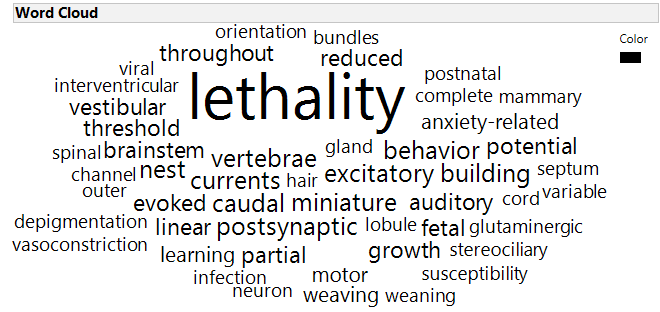 Word Cloud
orientation
bundles
Color
throughout
reduced
viral
postnatal
interventricular
lethality
complete mammary
vestibular
threshold
anxiety-related
spinal brainstem
gland
behavior potential
vertebrae
channel nest
currents hair
excitatory building septum
outer
evoked caudal miniature auditory cord variable
depigmentation
linear postsynaptic lobule fetal glutaminergic
vasoconstriction
learning partial
growth stereociliary
infection
motor
susceptibility
neuron
weaving weaning